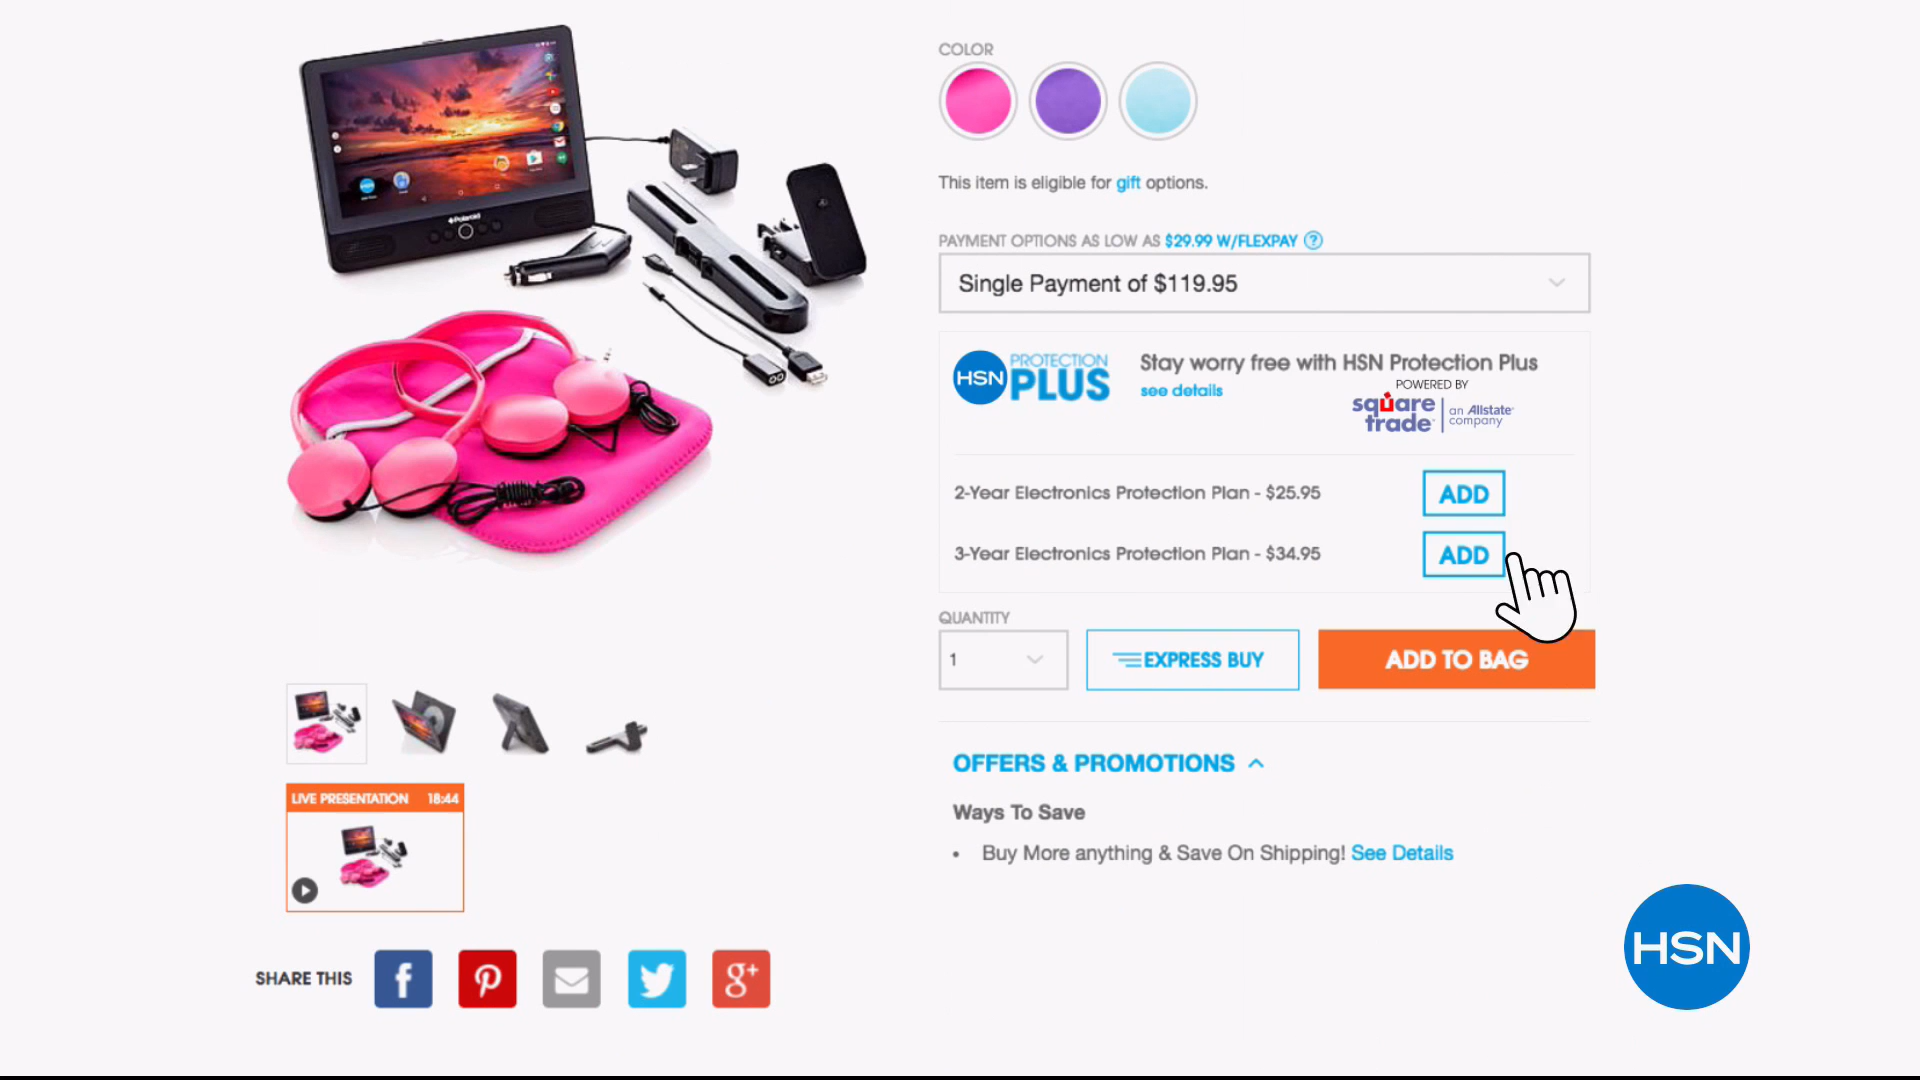 Polaroid
COLOR
This item is eligible for gift options.
PAYMENT OPTIONS AS LOW AS $29.99 W/FLEXPAY ?
Single Payment of $119.95
HSN PROTECTION PLUS
Stay worry free with HSN Protection Plus
see details
POWERED BY
square trade
an Allstate company
2-Year Electronics Protection Plan - $25.95
ADD
3-Year Electronics Protection Plan - $34.95
ADD
QUANTITY
1
EXPRESS BUY
ADD TO BAG
OFFERS & PROMOTIONS
Ways To Save
• Buy More anything & Save On Shipping! See Details
LIVE PRESENTATION 18:44
SHARE THIS
f
g+
HSN